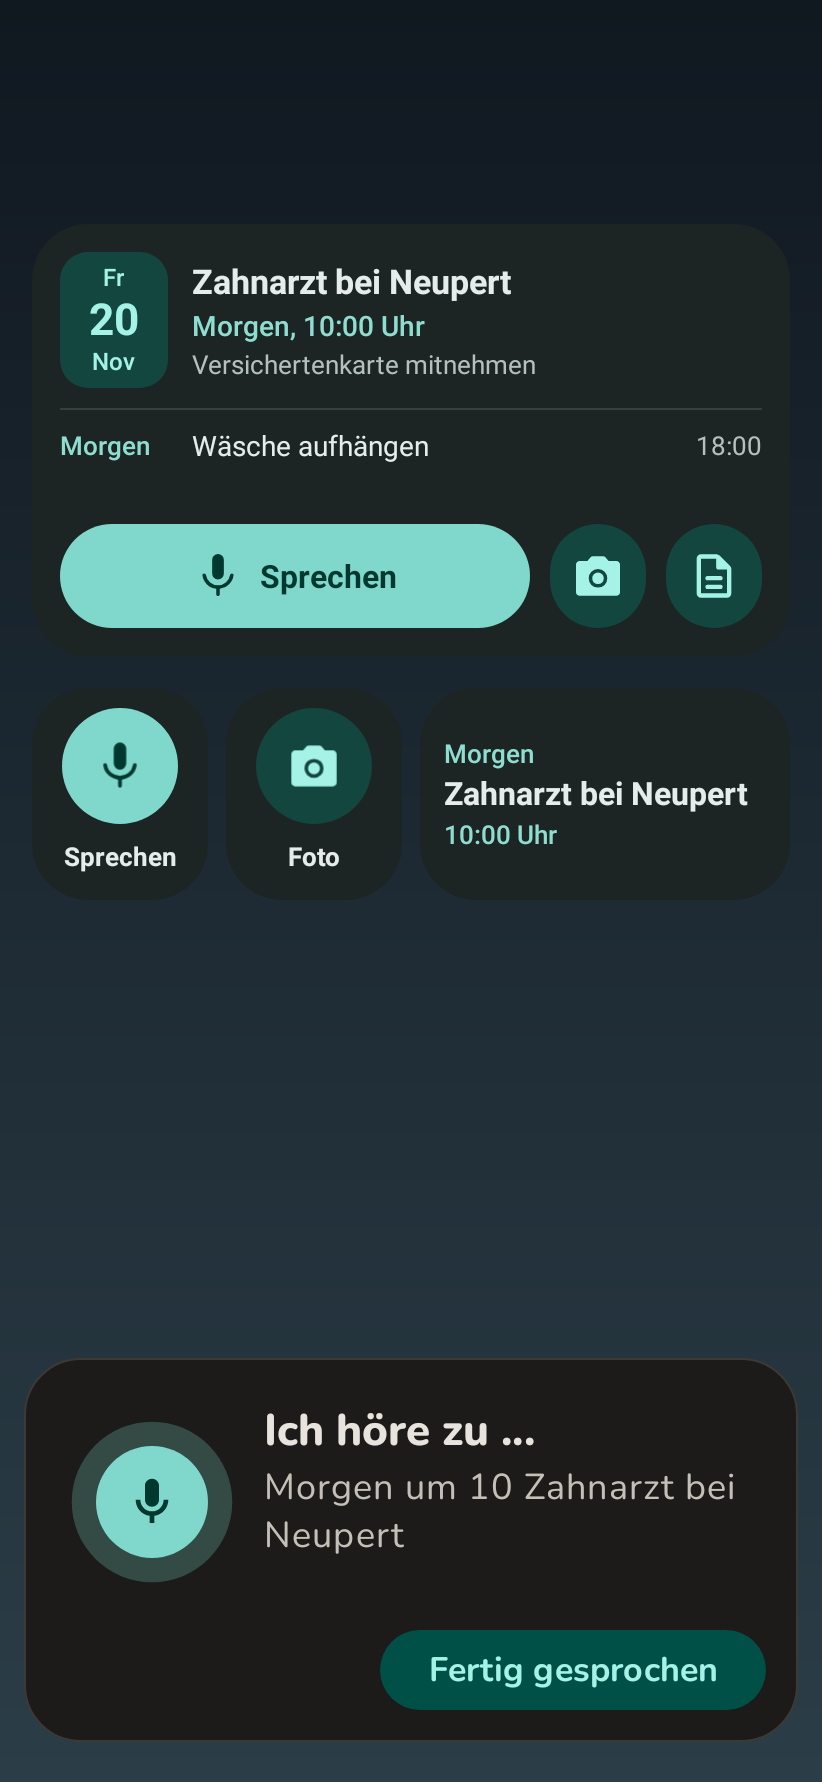 Fr
20
Nov
Zahnarzt bei Neupert
Morgen, 10:00 Uhr
Versichertenkarte mitnehmen
Morgen Wäsche aufhängen 18:00
Sprechen
Sprechen
Foto
Morgen
Zahnarzt bei Neupert
10:00 Uhr
Ich höre zu ...
Morgen um 10 Zahnarzt bei
Neupert
Fertig gesprochen